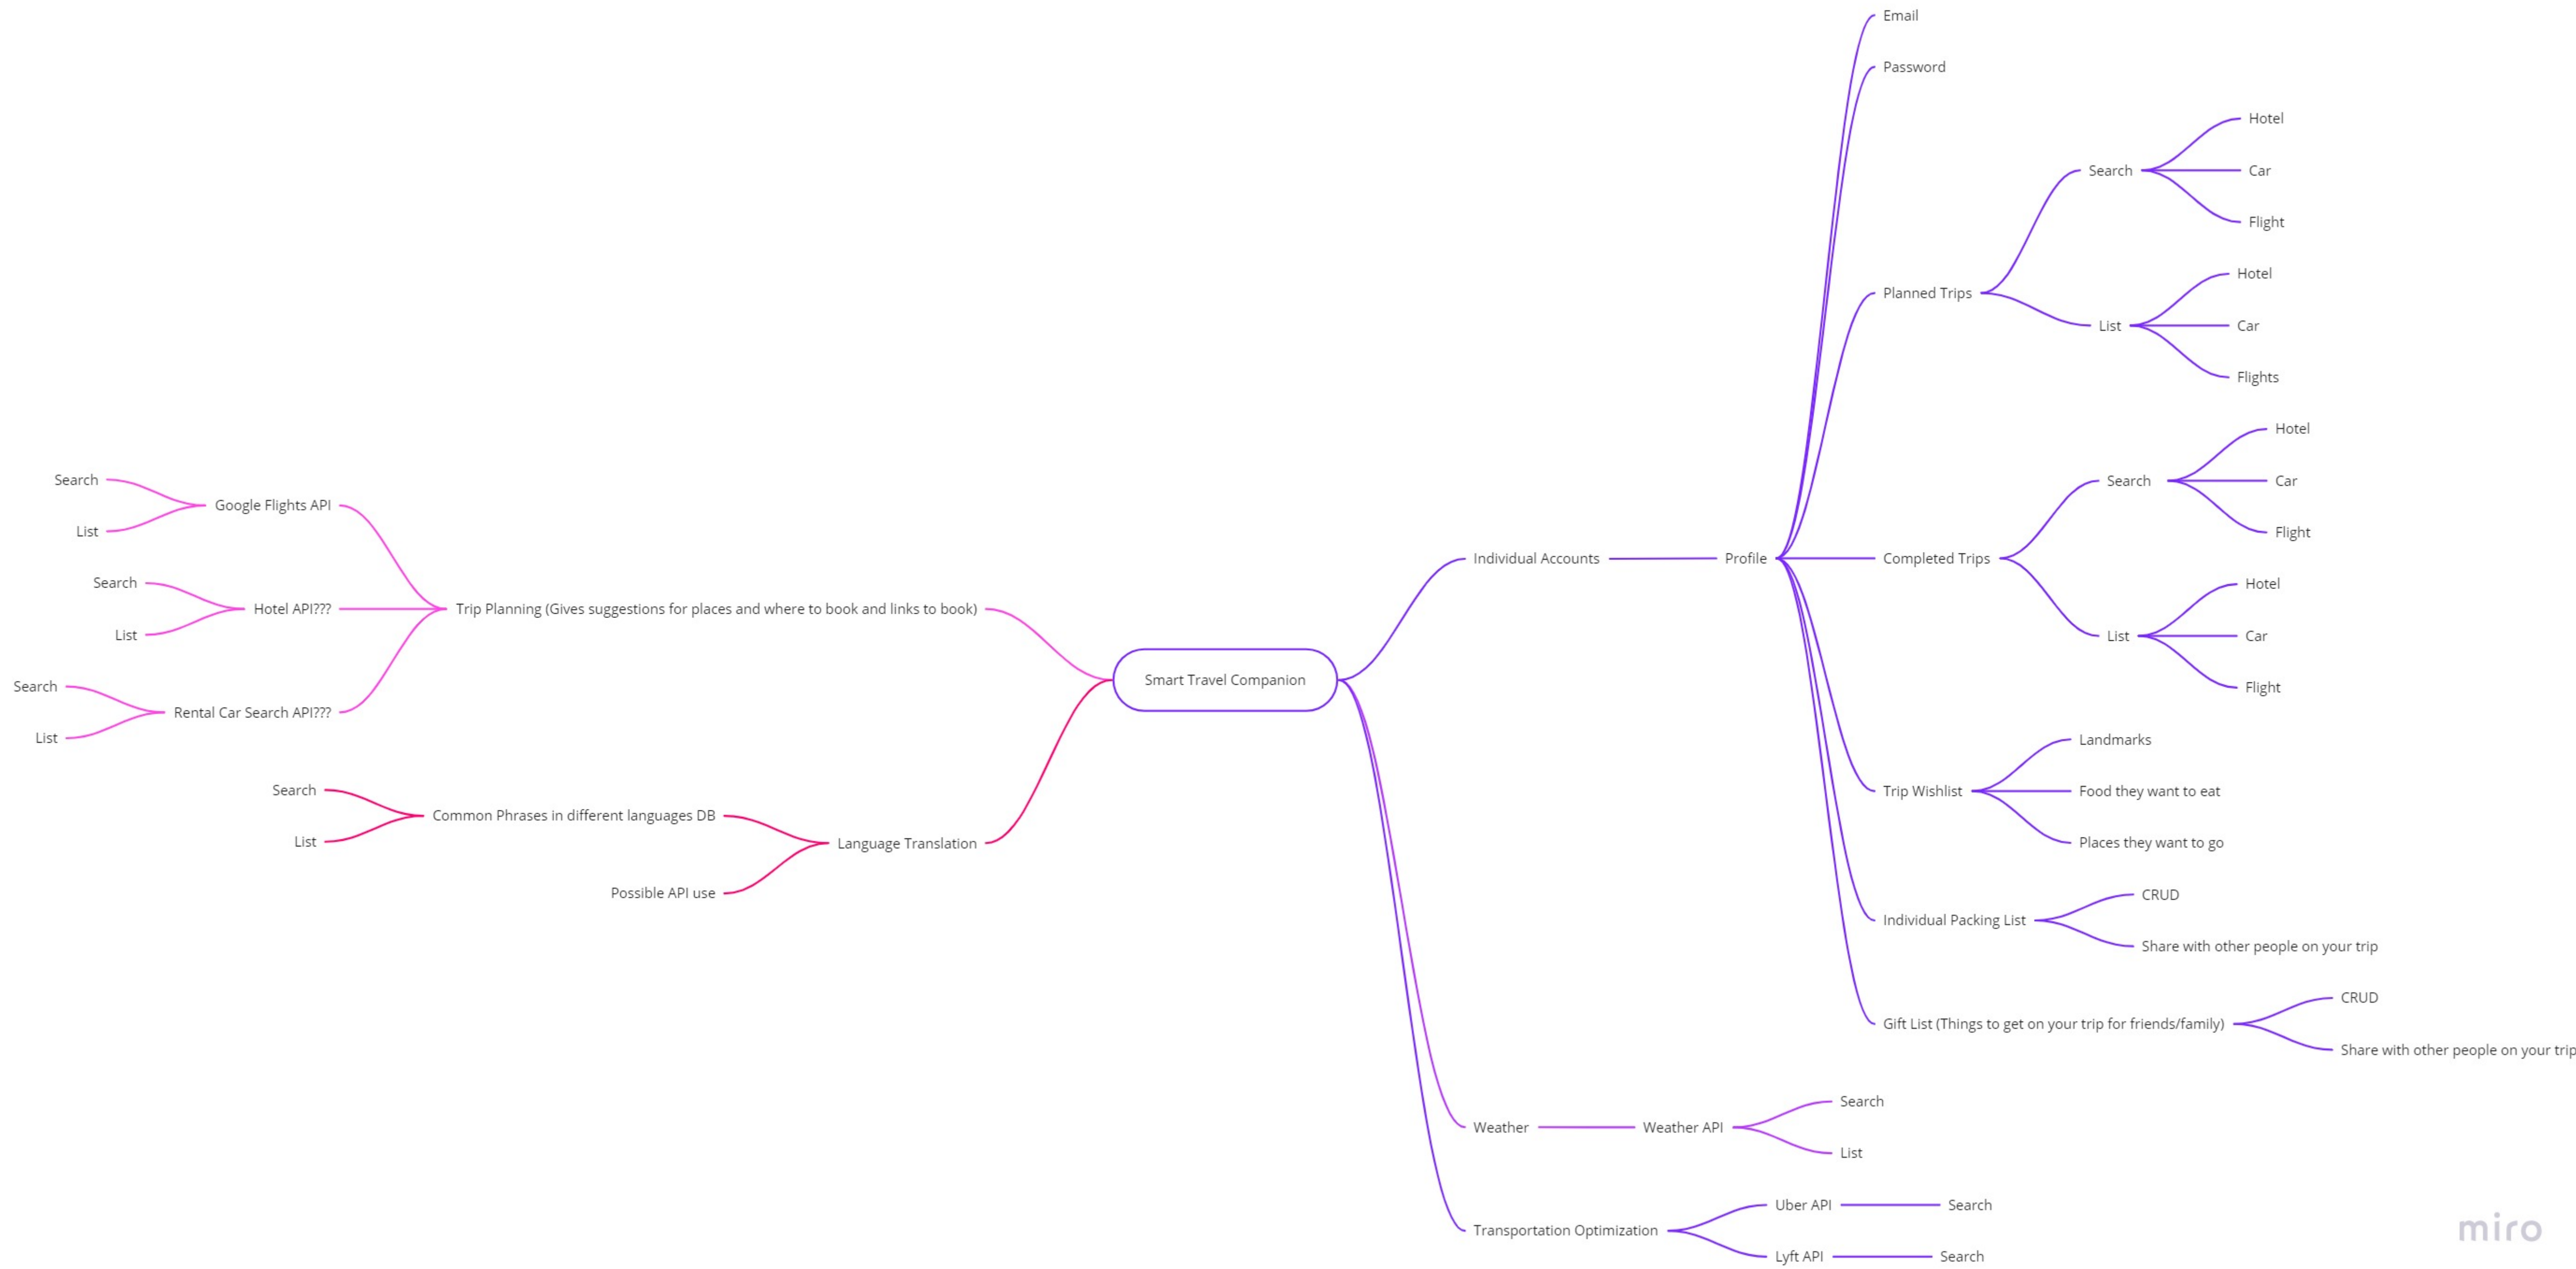 Smart Travel Companion
Trip Planning (Gives suggestions for places and where to book and links to book)
Google Flights API
Search
List
Hotel API???
Search
List
Rental Car Search API???
Search
List
Language Translation
Common Phrases in different languages DB
Search
List
Possible API use
Individual Accounts
Profile
Email
Password
Planned Trips
Search
Hotel
Car
Flight
List
Hotel
Car
Flights
Completed Trips
Search
Hotel
Car
Flight
List
Hotel
Car
Flight
Trip Wishlist
Landmarks
Food they want to eat
Places they want to go
Individual Packing List
CRUD
Share with other people on your trip
Gift List (Things to get on your trip for friends/family)
CRUD
Share with other people on your trip
Weather
Weather API
Search
List
Transportation Optimization
Uber API
Search
Lyft API
Search
miro